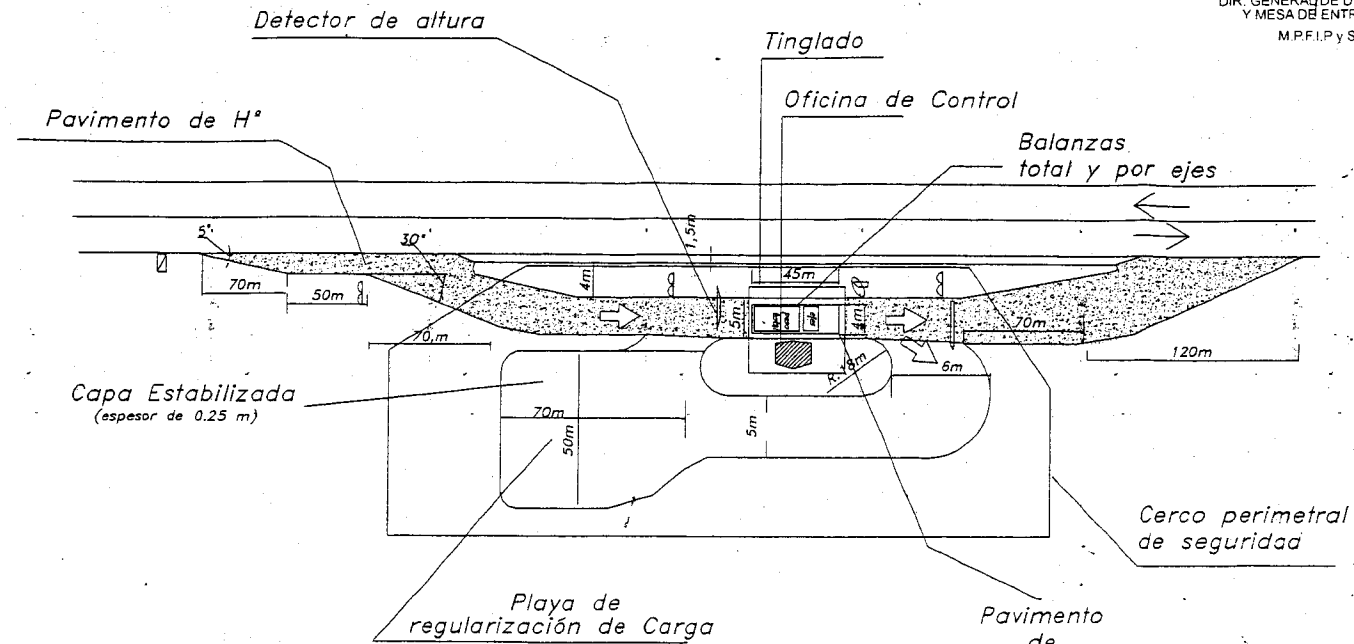 DIR. GENERAL DE D
Y MESA DE ENTR
M.P.F.I.P y S
Detector de altura
Tinglado
Oficina de Control
Pavimento de Hº
Balanzas
total y por ejes
5°
30°
1,5m
4m
45m
70m
50m
5m
4m
70,m
70m
120m
R. 18m
6m
Capa Estabilizada
(espesor de 0.25 m)
70m
50m
5m
Cerco perimetral
de seguridad
Playa de
regularización de Carga
Pavimento
de